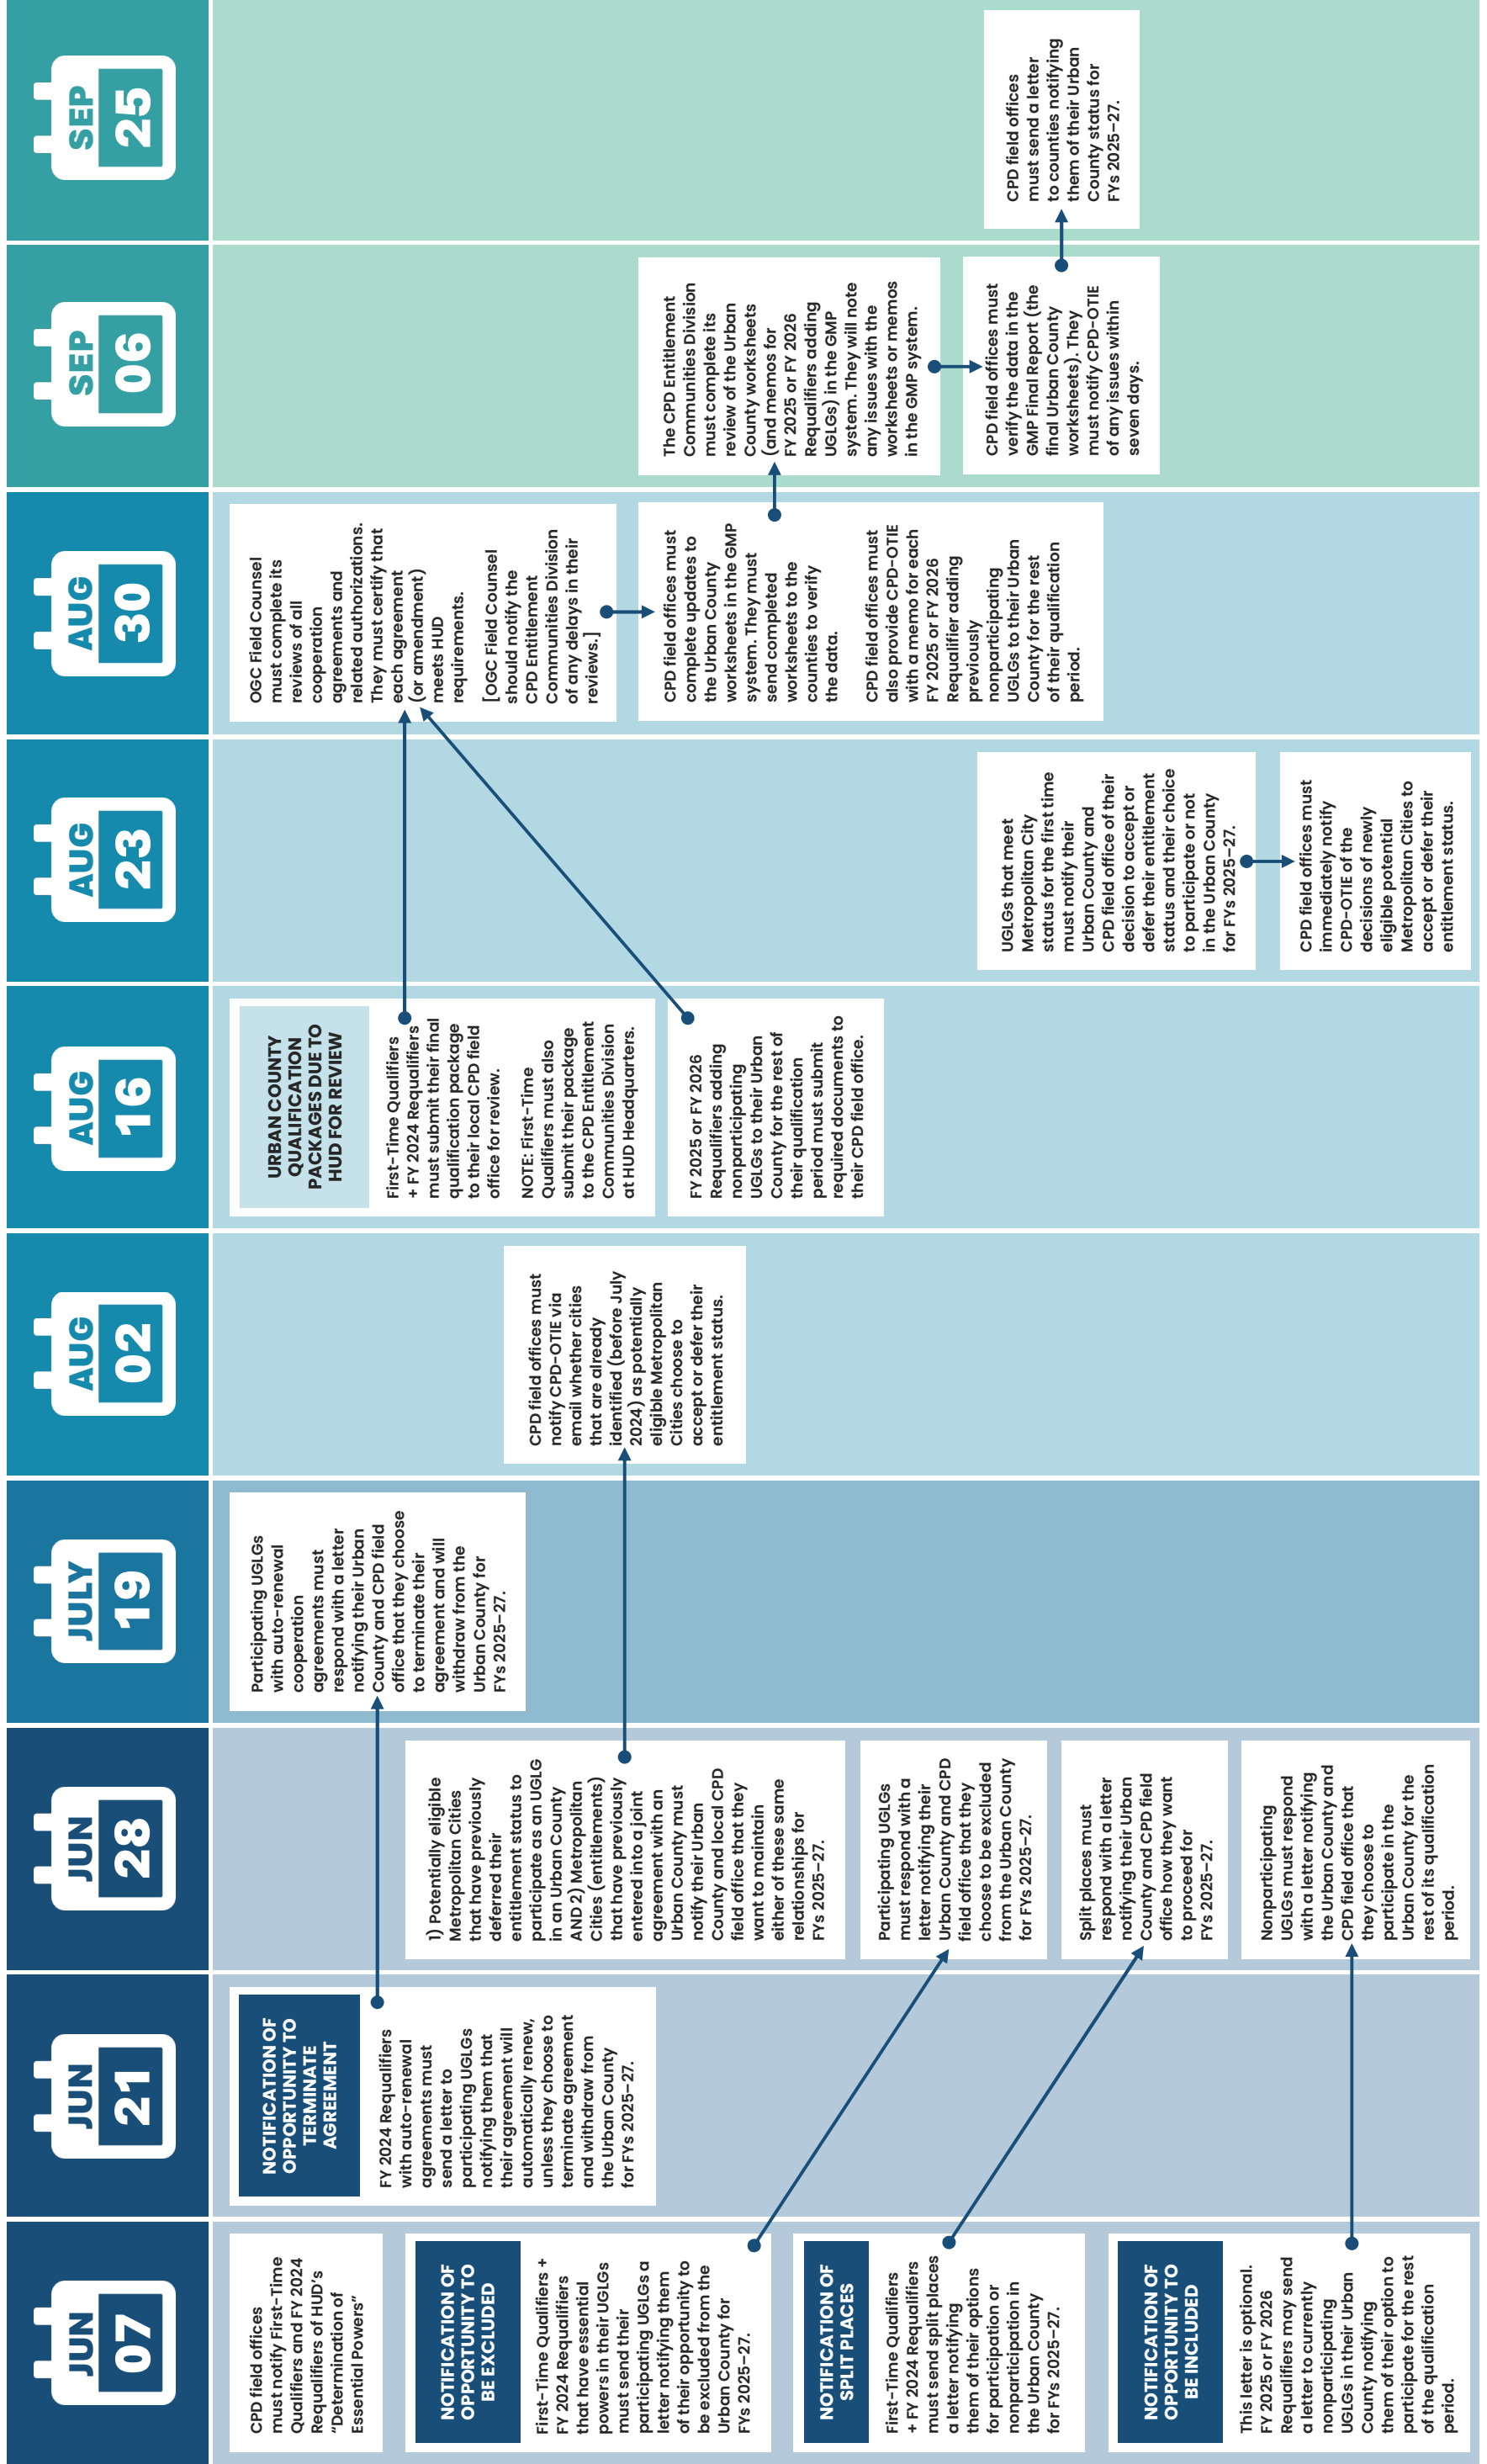 JUN
07
CPD field offices
must notify First-Time
Qualifiers and FY 2024
Requalifiers of HUD's
"Determination of
Essential Powers"
NOTIFICATION OF
OPPORTUNITY TO
BE EXCLUDED
First-Time Qualifiers +
FY 2024 Requalifiers
that have essential
powers in their UGLGs
must send their
participating UGLGs a
letter notifying them
of their opportunity to
be excluded from the
Urban County for
FYs 2025–27.
NOTIFICATION OF
SPLIT PLACES
First-Time Qualifiers
+ FY 2024 Requalifiers
must send split places
a letter notifying
them of their options
for participation or
nonparticipation in
the Urban County
for FYs 2025–27.
NOTIFICATION OF
OPPORTUNITY TO
BE INCLUDED
This letter is optional.
FY 2025 or FY 2026
Requalifiers may send
a letter to currently
nonparticipating
UGLGs in their Urban
County notifying
them of their option to
participate for the rest
of the qualification
period.
JUN
21
NOTIFICATION OF
OPPORTUNITY TO
TERMINATE
AGREEMENT
FY 2024 Requalifiers
with auto-renewal
agreements must
send a letter to
participating UGLGs
notifying them that
their agreement will
automatically renew,
unless they choose to
terminate agreement
and withdraw from
the Urban County
for FYs 2025–27.
JUN
28
1) Potentially eligible
Metropolitan Cities
that have previously
deferred their
entitlement status to
participate as an UGLG
in an Urban County
AND 2) Metropolitan
Cities (entitlements)
that have previously
entered into a joint
agreement with an
Urban County must
notify their Urban
County and local CPD
field office that they
want to maintain
either of these same
relationships for
FYs 2025–27.
Participating UGLGs
must respond with a
letter notifying their
Urban County and CPD
field office that they
choose to be excluded
from the Urban County
for FYs 2025–27.
Split places must
respond with a letter
notifying their Urban
County and CPD field
office how they want
to proceed for
FYs 2025–27.
Nonparticipating
UGLGs must respond
with a letter notifying
the Urban County and
CPD field office that
they choose to
participate in the
Urban County for the
rest of its qualification
period.
JULY
19
Participating UGLGs
with auto-renewal
cooperation
agreements must
respond with a letter
notifying their Urban
County and CPD field
office that they choose
to terminate their
agreement and will
withdraw from the
Urban County for
FYs 2025–27.
AUG
02
CPD field offices must
notify CPD-OTIE via
email whether cities
that are already
identified (before July
2024) as potentially
eligible Metropolitan
Cities choose to
accept or defer their
entitlement status.
AUG
16
URBAN COUNTY
QUALIFICATION
PACKAGES DUE TO
HUD FOR REVIEW
First-Time Qualifiers
+ FY 2024 Requalifiers
must submit their final
qualification package
to their local CPD field
office for review.
NOTE: First-Time
Qualifiers must also
submit their package
to the CPD Entitlement
Communities Division
at HUD Headquarters.
FY 2025 or FY 2026
Requalifiers adding
nonparticipating
UGLGs to their Urban
County for the rest of
their qualification
period must submit
required documents to
their CPD field office.
AUG
23
UGLGs that meet
Metropolitan City
status for the first time
must notify their
Urban County and
CPD field office of their
decision to accept or
defer their entitlement
status and their choice
to participate or not
in the Urban County
for FYs 2025–27.
CPD field offices must
immediately notify
CPD-OTIE of the
decisions of newly
eligible potential
Metropolitan Cities to
accept or defer their
entitlement status.
AUG
30
OGC Field Counsel
must complete its
reviews of all
cooperation
agreements and
related authorizations.
They must certify that
each agreement
(or amendment)
meets HUD
requirements.
[OGC Field Counsel
should notify the
CPD Entitlement
Communities Division
of any delays in their
reviews.]
CPD field offices must
complete updates to
the Urban County
worksheets in the GMP
system. They must
send completed
worksheets to the
counties to verify
the data.
CPD field offices must
also provide CPD-OTIE
with a memo for each
FY 2025 or FY 2026
Requalifier adding
previously
nonparticipating
UGLGs to their Urban
County for the rest
of their qualification
period.
SEP
06
The CPD Entitlement
Communities Division
must complete its
review of the Urban
County worksheets
(and memos for
FY 2025 or FY 2026
Requalifiers adding
UGLGs) in the GMP
system. They will note
any issues with the
worksheets or memos
in the GMP system.
CPD field offices must
verify the data in the
GMP Final Report (the
final Urban County
worksheets). They
must notify CPD-OTIE
of any issues within
seven days.
SEP
25
CPD field offices
must send a letter
to counties notifying
them of their Urban
County status for
FYs 2025–27.